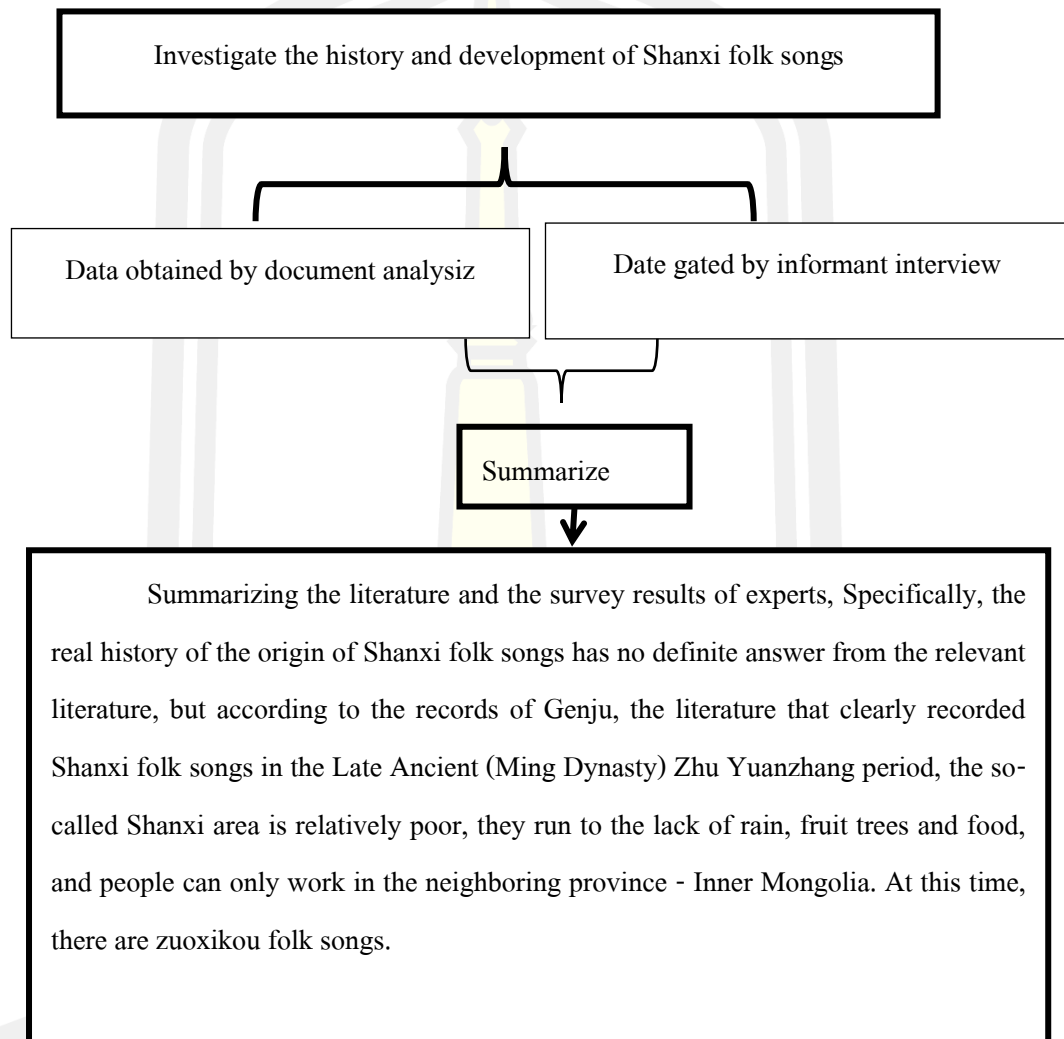 Investigate the history and development of Shanxi folk songs
Data obtained by document analysiz
Date gated by informant interview
Summarize
Summarizing the literature and the survey results of experts, Specifically, the
real history of the origin of Shanxi folk songs has no definite answer from the relevant
literature, but according to the records of Genju, the literature that clearly recorded
Shanxi folk songs in the Late Ancient (Ming Dynasty) Zhu Yuanzhang period, the so-
called Shanxi area is relatively poor, they run to the lack of rain, fruit trees and food,
and people can only work in the neighboring province - Inner Mongolia. At this time,
there are zuoxikou folk songs.